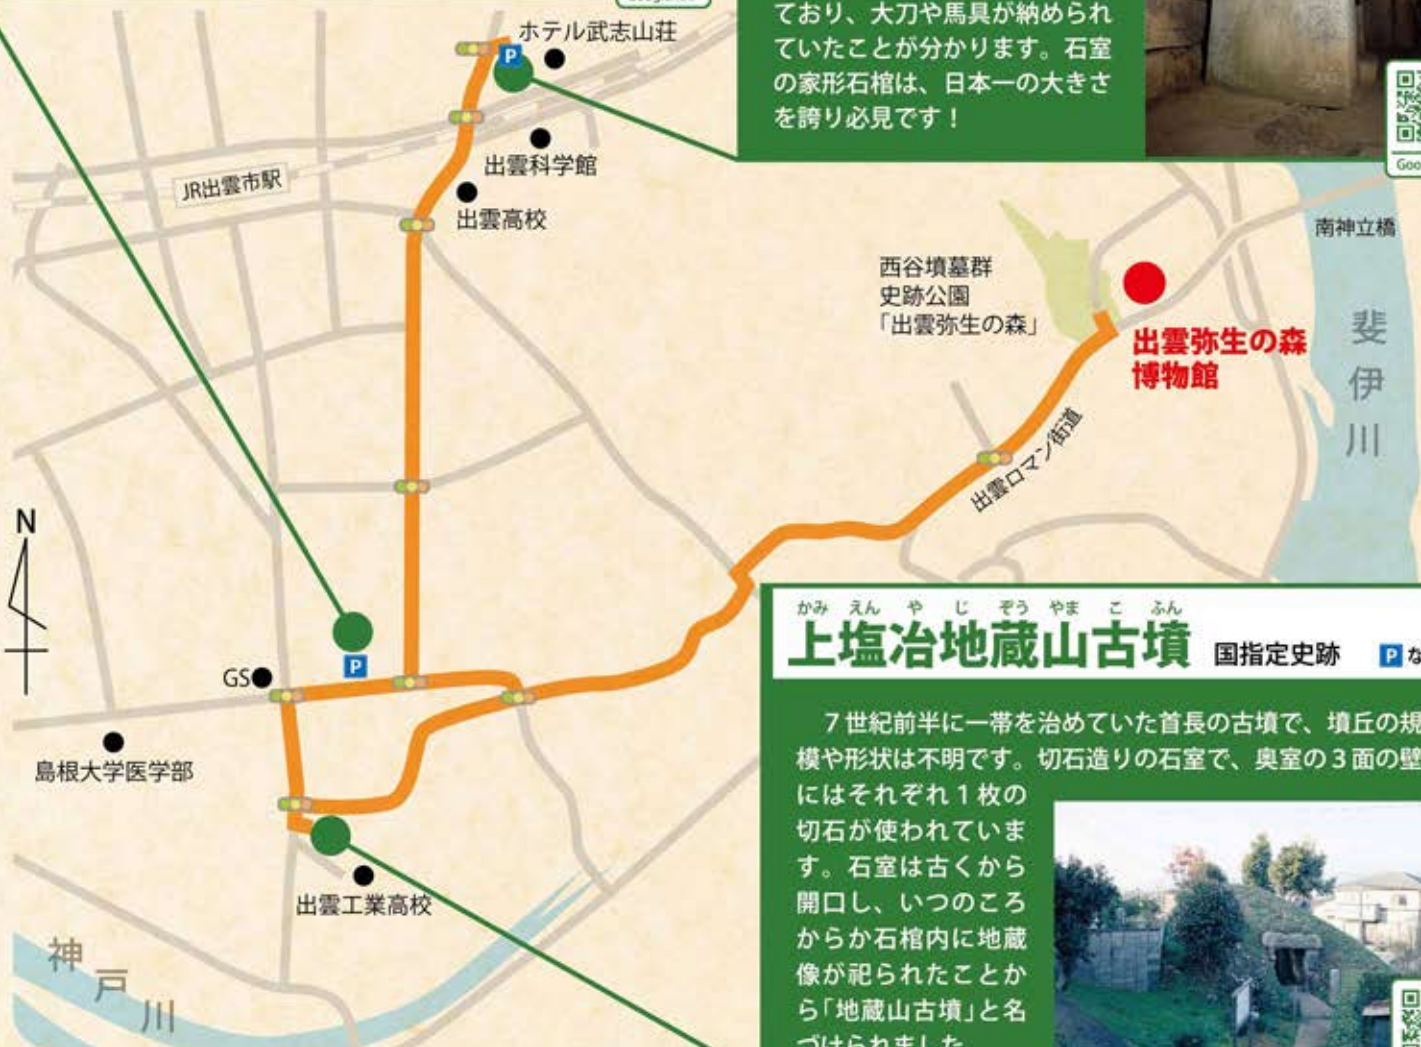 ホテル武志山荘
P
出雲科学館
JR出雲市駅
出雲高校
ており、大刀や馬具が納められ
ていたことが分かります。石室
の家形石棺は、日本一の大きさ
を誇り必見です！
Goo
南神立橋
西谷墳墓群
史跡公園
「出雲弥生の森」
出雲弥生の森
博物館
斐伊川
出雲ロマン街道
N
P
GS
島根大学医学部
出雲工業高校
神戸川
かみ えん や じ ぞう やま こ ふん
上塩冶地蔵山古墳 国指定史跡 Pな
７世紀前半に一帯を治めていた首長の古墳で、墳丘の規
模や形状は不明です。切石造りの石室で、奥室の３面の壁
にはそれぞれ１枚の
切石が使われていま
す。石室は古くから
開口し、いつのころ
からか石棺内に地蔵
像が祀られたことか
ら「地蔵山古墳」と名
づけられました